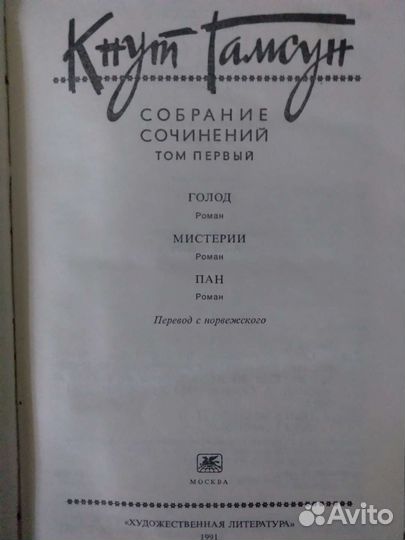 Кнут Гамсун
СОБРАНИЕ
СОЧИНЕНИЙ
ТОМ ПЕРВЫЙ
ГОЛОД
Роман
МИСТЕРИИ
Роман
ПАН
Роман
Перевод с норвежского
МОСКВА
«ХУДОЖЕСТВЕННАЯ ЛИТЕРАТУРА»
1991
Avito